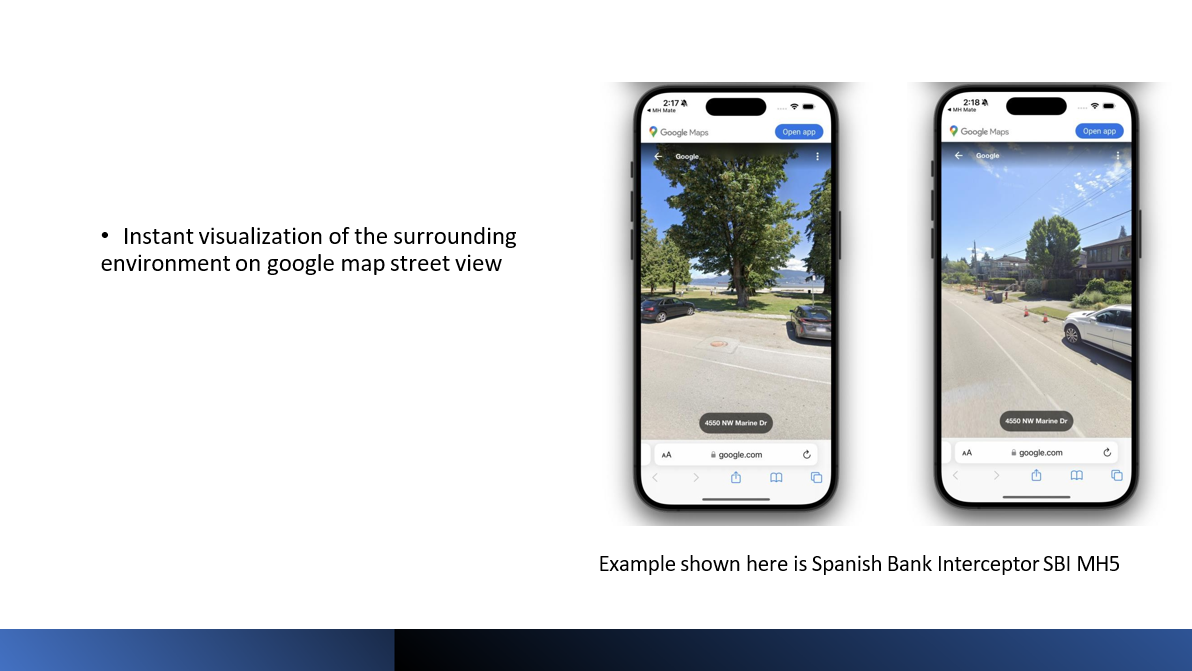 • Instant visualization of the surrounding
environment on google map street view
2:17
◀ MH Mate
Google Maps
Open app
Google
4550 NW Marine Dr
AA
google.com
2:18
◀ MH Mate
Google Maps
Open app
Google
4550 NW Marine Dr
AA
google.com
Example shown here is Spanish Bank Interceptor SBI MH5